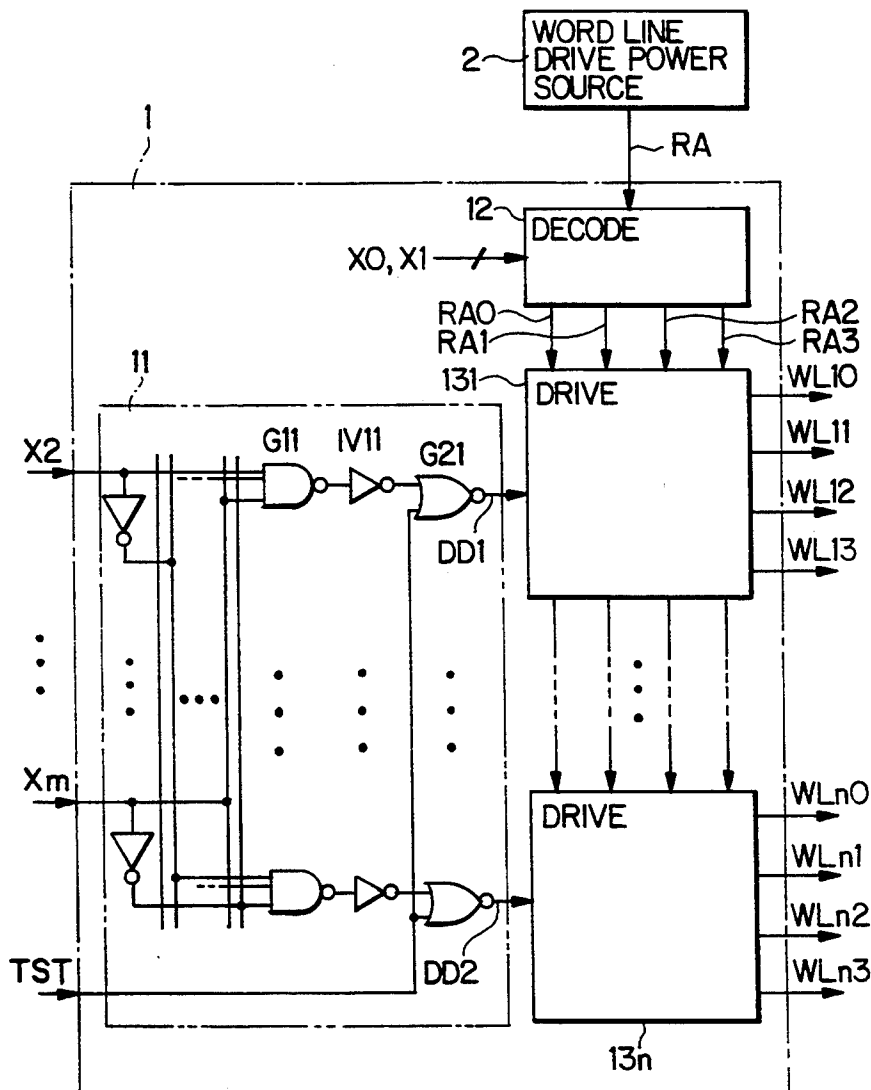 WORD LINE
DRIVE POWER
SOURCE
2
1
RA
12
DECODE
X0, X1
RA0
RA1
RA2
RA3
11
131
DRIVE
WL10
WL11
WL12
WL13
X2
G11
IV11
G21
DD1
Xm
DRIVE
WLn0
WLn1
WLn2
WLn3
TST
DD2
13n